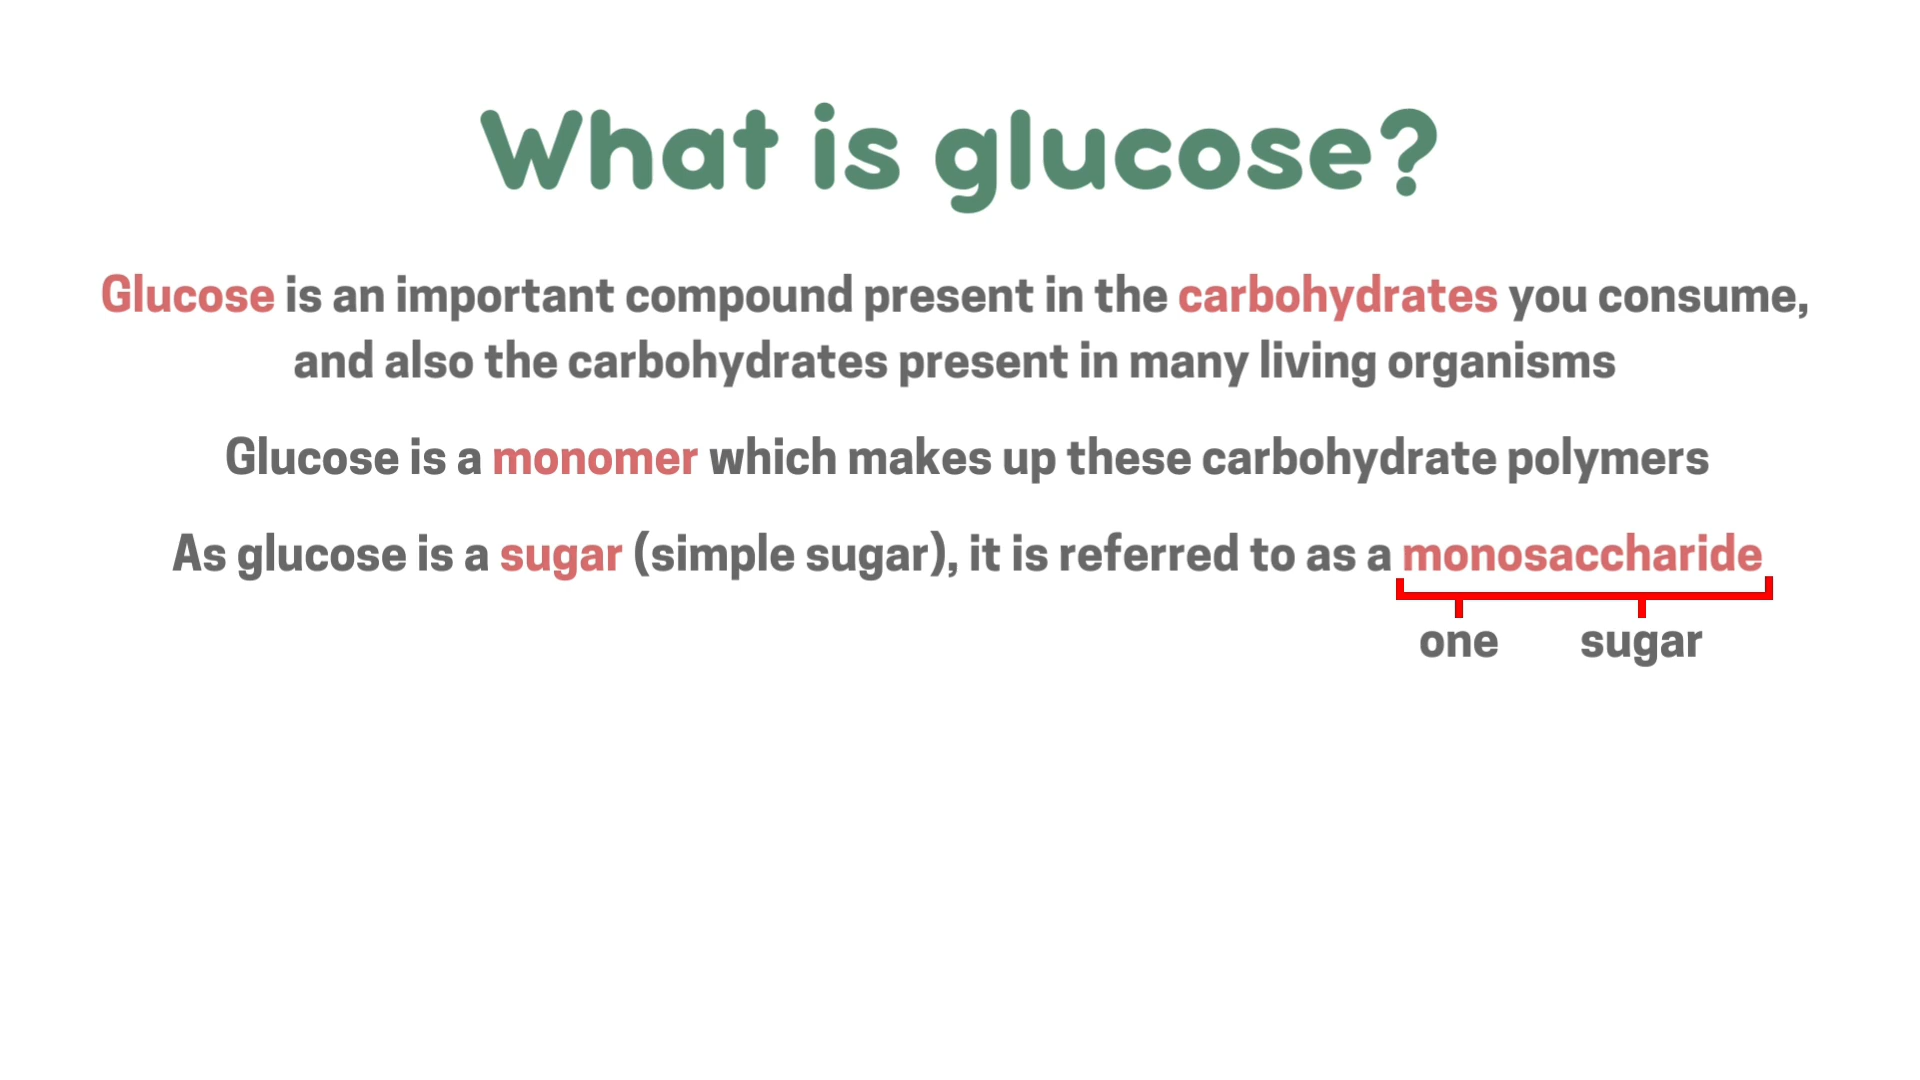 What is glucose?
Glucose is an important compound present in the carbohydrates you consume,
and also the carbohydrates present in many living organisms
Glucose is a monomer which makes up these carbohydrate polymers
As glucose is a sugar (simple sugar), it is referred to as a monosaccharide
one sugar